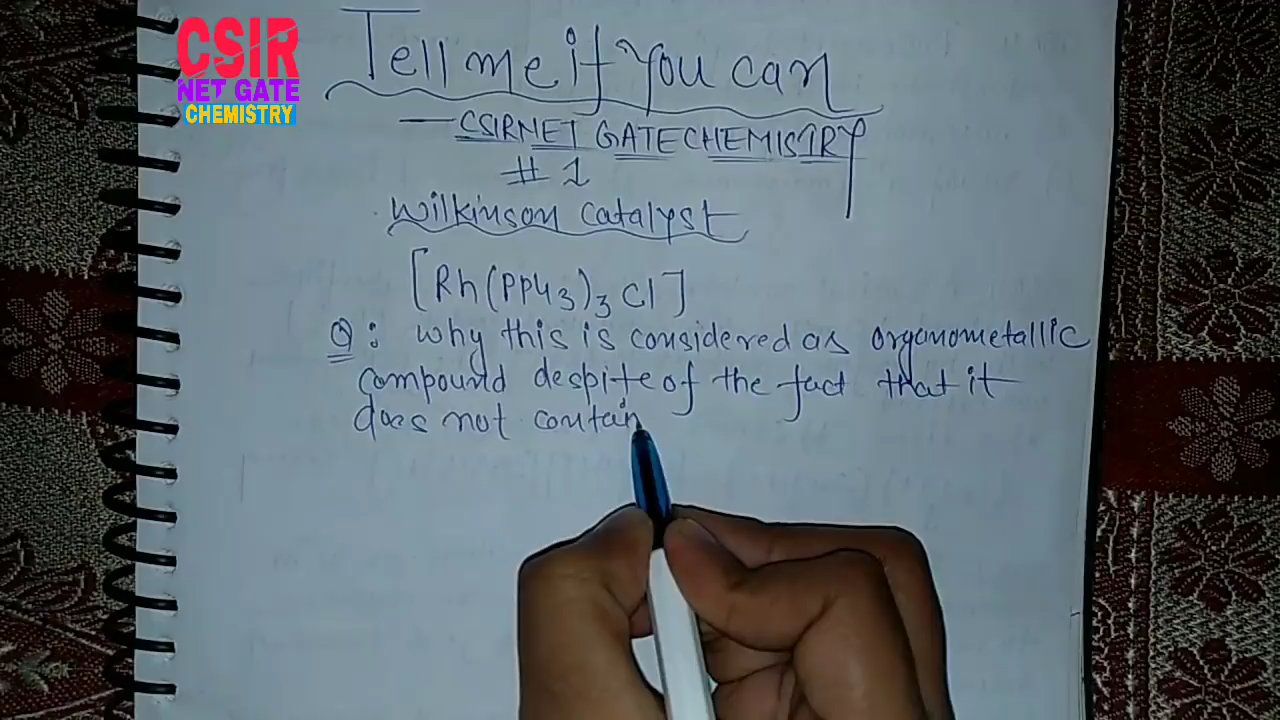 CSIR
NET GATE
CHEMISTRY
Tell me if You can
— CSIRNET GATECHEMISTRY
# 1
Wilkinson Catalyst
[Rh(PPh3)3Cl]
Q: why this is considered as organometallic
compound despite of the fact that it
does not contain